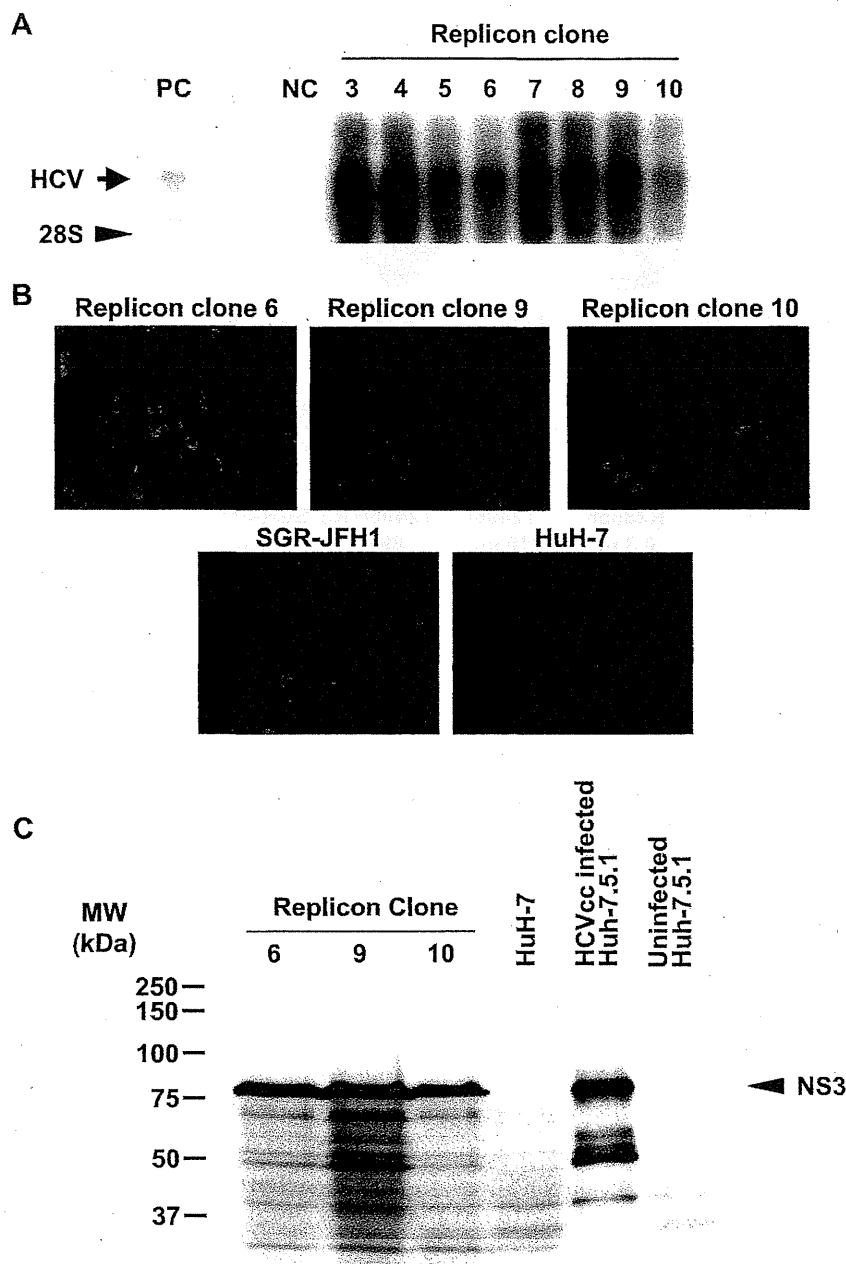 A
Replicon clone
PC NC 3 4 5 6 7 8 9 10
HCV
28S
B
Replicon clone 6 Replicon clone 9 Replicon clone 10
SGR-JFH1 HuH-7
C
MW
(kDa)
Replicon Clone
6 9 10
HuH-7
HCVcc infected
Huh-7.5.1
Uninfected
Huh-7.5.1
250
150
100
75
50
37
NS3